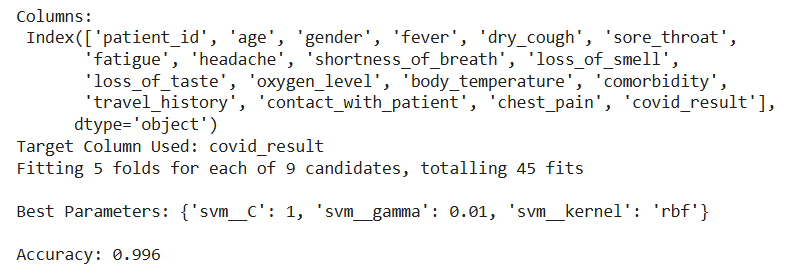 Columns:
Index(['patient_id', 'age', 'gender', 'fever', 'dry_cough', 'sore_throat',
'fatigue', 'headache', 'shortness_of_breath', 'loss_of_smell',
'loss_of_taste', 'oxygen_level', 'body_temperature', 'comorbidity',
'travel_history', 'contact_with_patient', 'chest_pain', 'covid_result'],
dtype='object')
Target Column Used: covid_result
Fitting 5 folds for each of 9 candidates, totalling 45 fits
Best Parameters: {'svm__C': 1, 'svm__gamma': 0.01, 'svm__kernel': 'rbf'}
Accuracy: 0.996